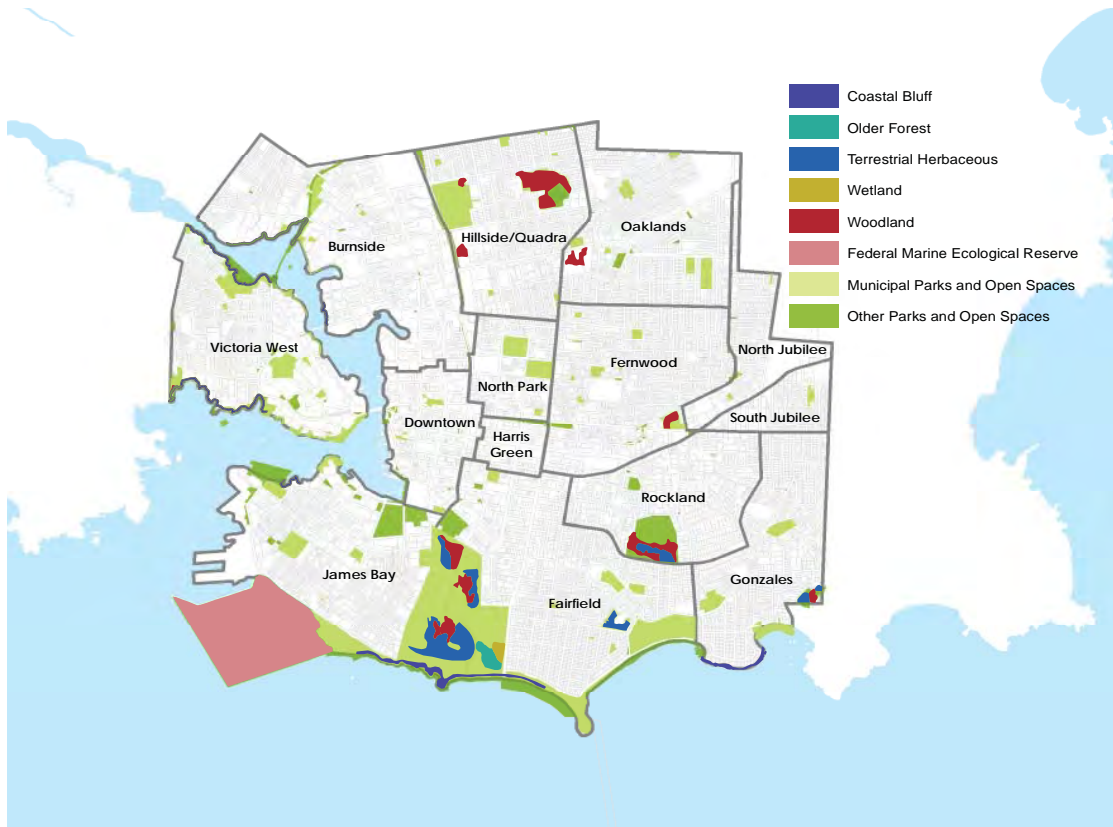 Coastal Bluff
Older Forest
Terrestrial Herbaceous
Wetland
Woodland
Federal Marine Ecological Reserve
Municipal Parks and Open Spaces
Other Parks and Open Spaces
Burnside
Hillside/Quadra
Oaklands
Victoria West
North Park
Fernwood
North Jubilee
Downtown
Harris
Green
South Jubilee
Rockland
James Bay
Fairfield
Gonzales